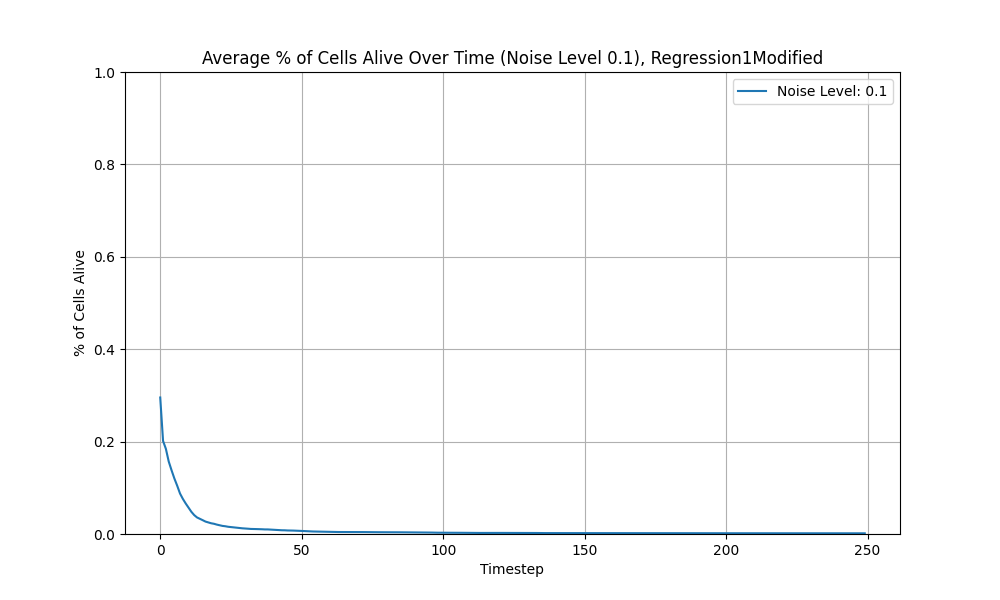 Average % of Cells Alive Over Time (Noise Level 0.1), Regression1Modified
Noise Level: 0.1
% of Cells Alive
1.0
0.8
0.6
0.4
0.2
0.0
0 50 100 150 200 250
Timestep